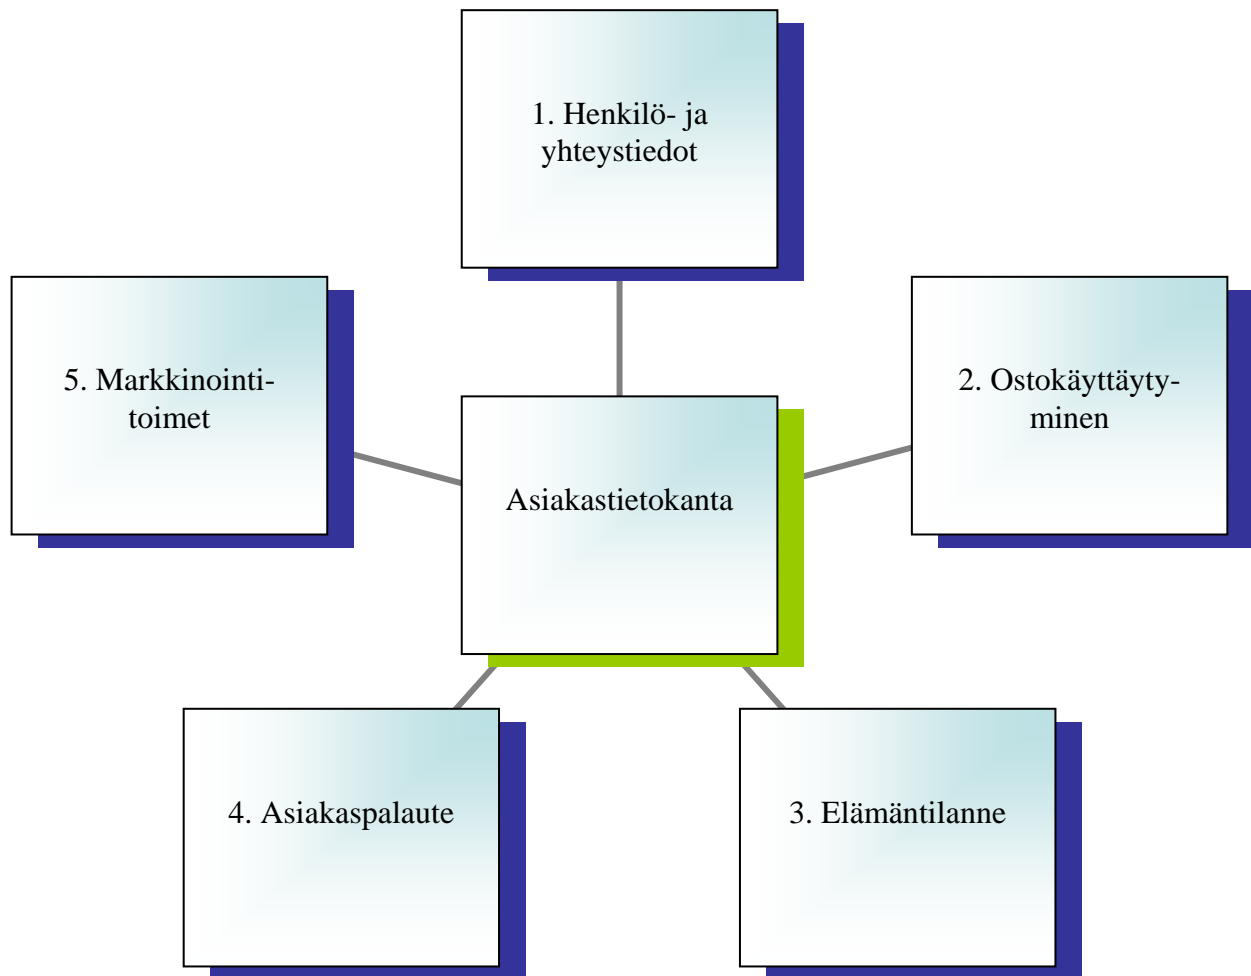 1. Henkilö- ja
yhteystiedot
5. Markkinointi-
toimet
2. Ostokäyttäyty-
minen
Asiakastietokanta
4. Asiakaspalaute
3. Elämäntilanne